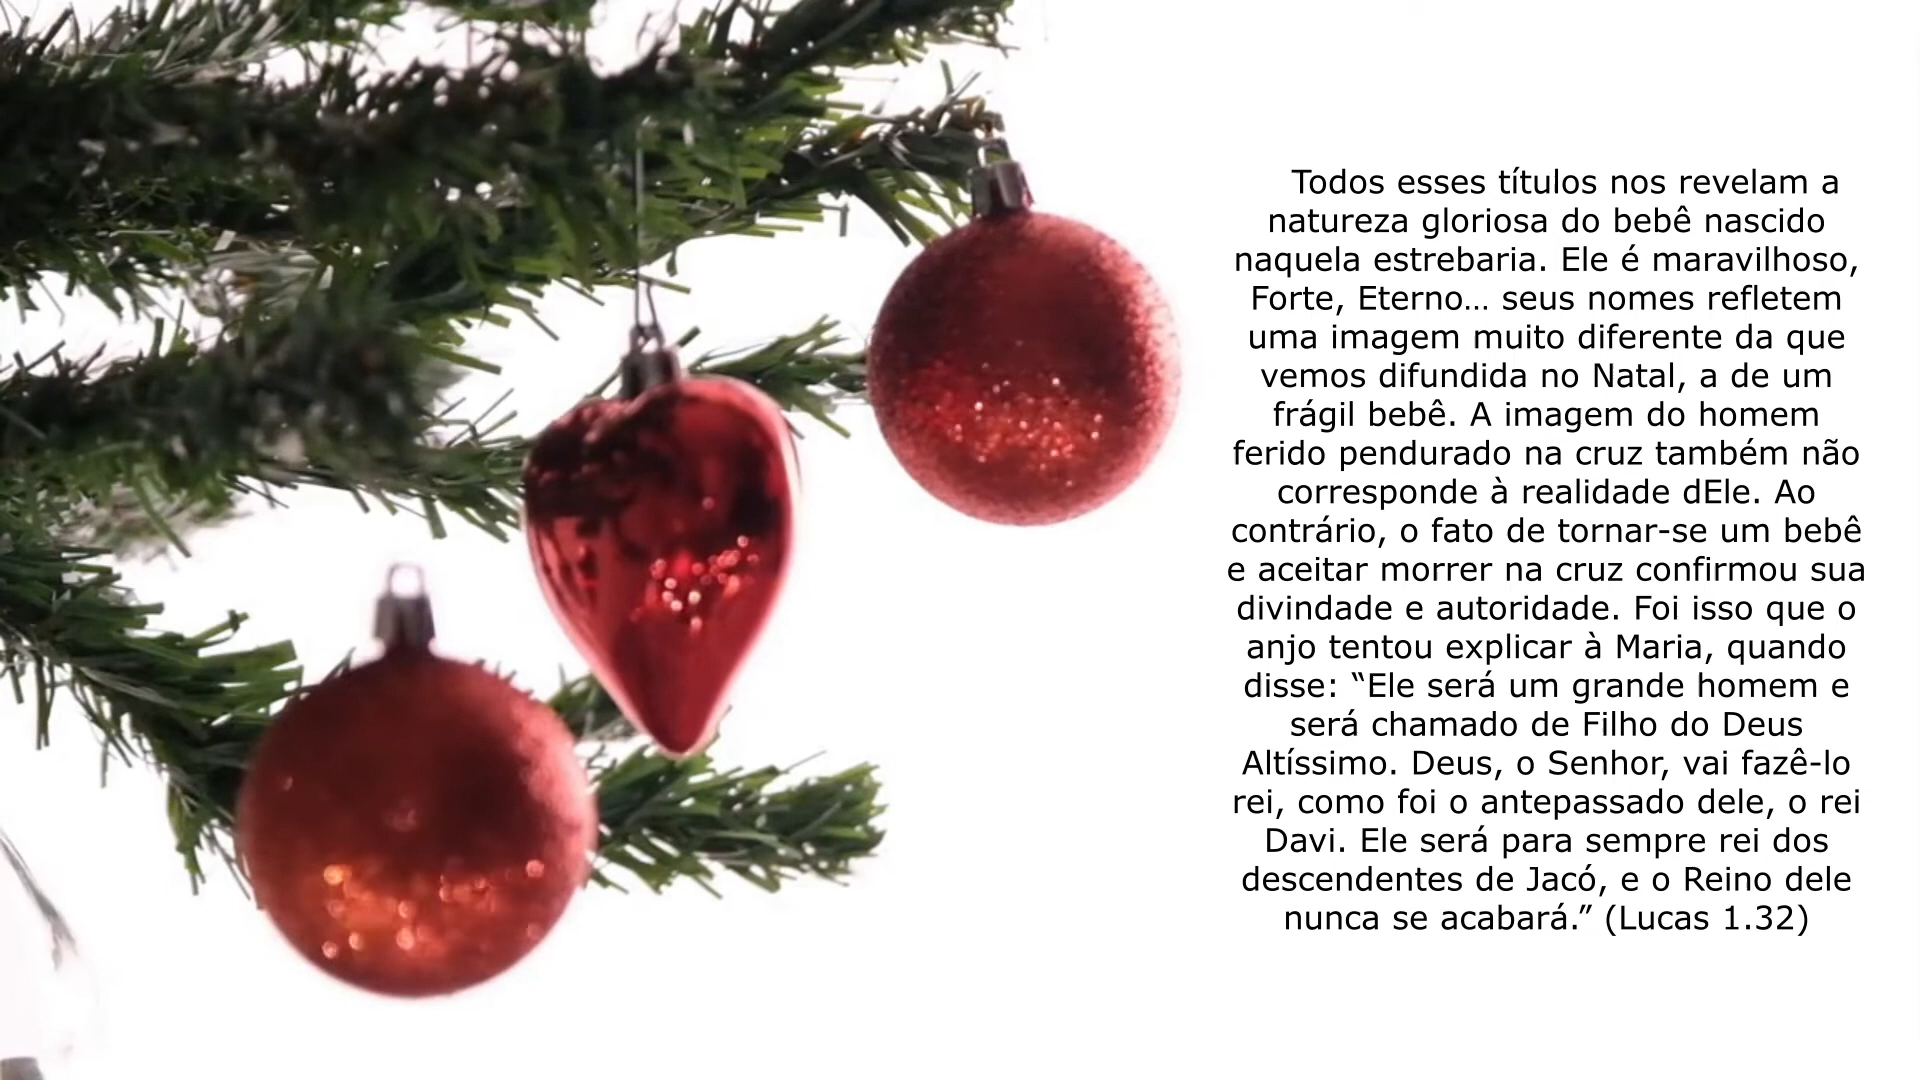 Todos esses títulos nos revelam a
natureza gloriosa do bebê nascido
naquela estrebaria. Ele é maravilhoso,
Forte, Eterno… seus nomes refletem
uma imagem muito diferente da que
vemos difundida no Natal, a de um
frágil bebê. A imagem do homem
ferido pendurado na cruz também não
corresponde à realidade dEle. Ao
contrário, o fato de tornar-se um bebê
e aceitar morrer na cruz confirmou sua
divindade e autoridade. Foi isso que o
anjo tentou explicar à Maria, quando
disse: “Ele será um grande homem e
será chamado de Filho do Deus
Altíssimo. Deus, o Senhor, vai fazê-lo
rei, como foi o antepassado dele, o rei
Davi. Ele será para sempre rei dos
descendentes de Jacó, e o Reino dele
nunca se acabará.” (Lucas 1.32)